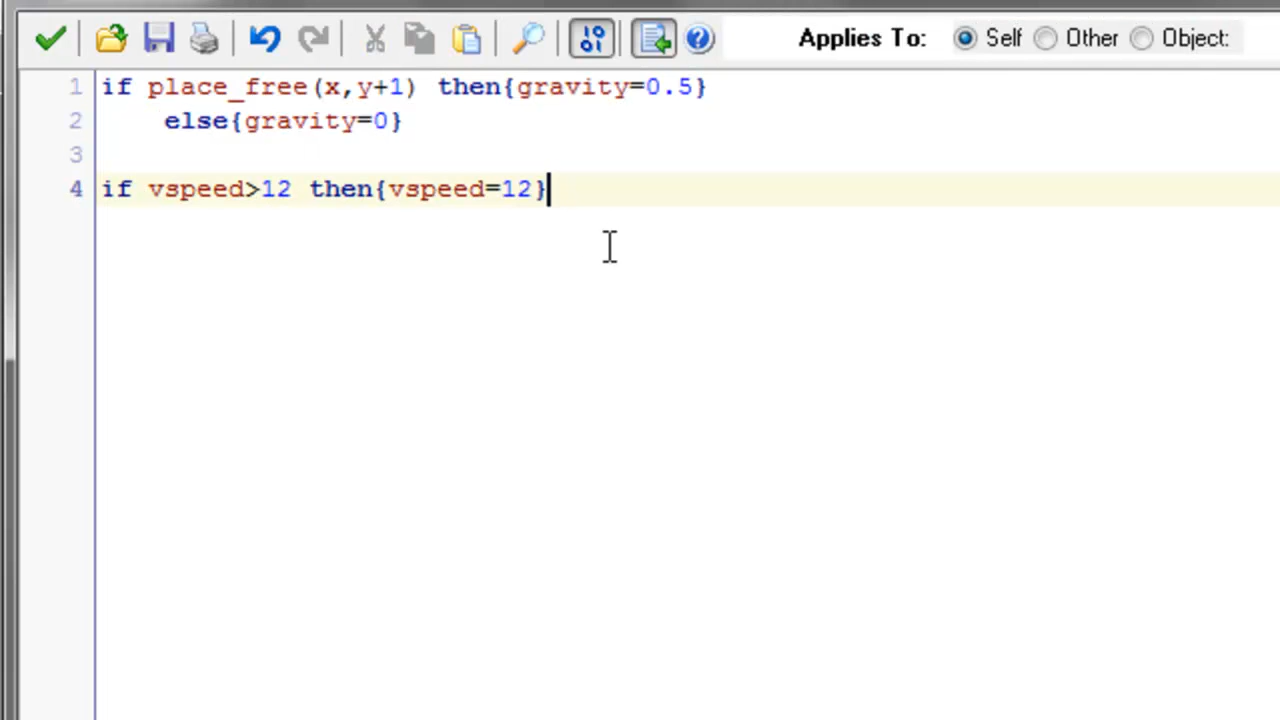 Applies To: Self Other Object:
1 if place_free(x,y+1) then{gravity=0.5}
2 else{gravity=0}
3
4 if vspeed>12 then{vspeed=12}